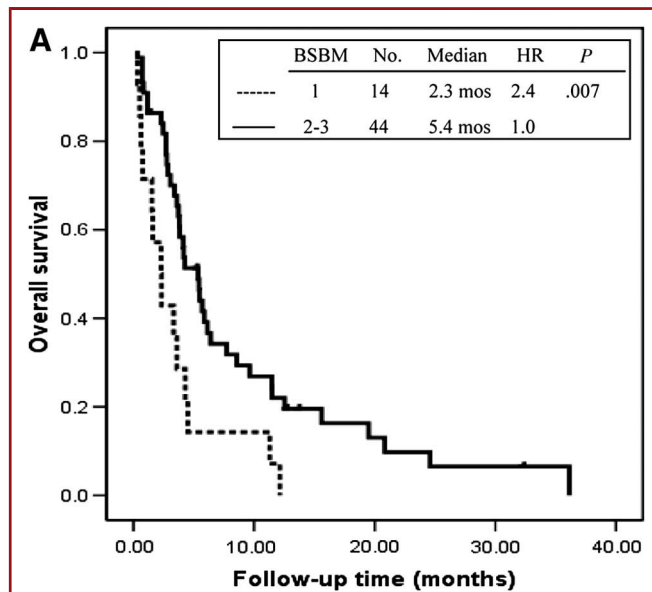 A
BSBM No. Median HR P
1 14 2.3 mos 2.4 .007
2-3 44 5.4 mos 1.0
Overall survival
1.0
0.8
0.6
0.4
0.2
0.0
0.00 10.00 20.00 30.00 40.00
Follow-up time (months)